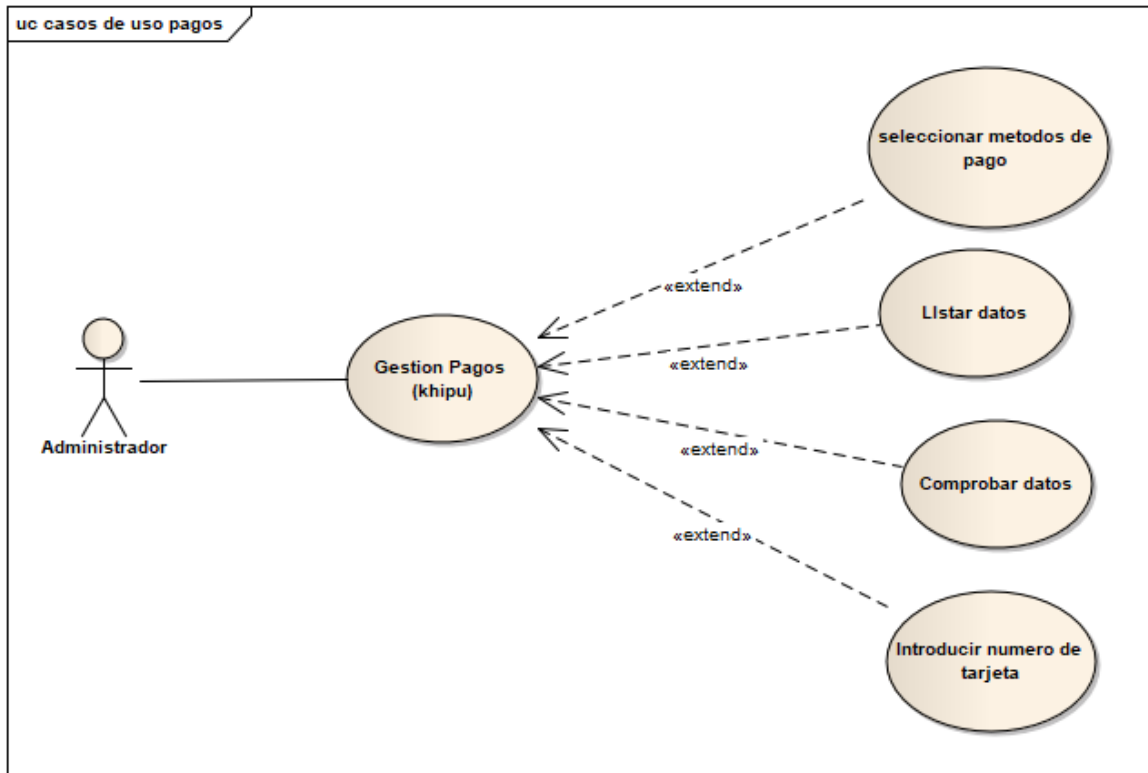 uc casos de uso pagos
seleccionar metodos de
pago
«extend»
LIstar datos
«extend»
Gestion Pagos
(khipu)
Administrador
«extend»
Comprobar datos
«extend»
Introducir numero de
tarjeta